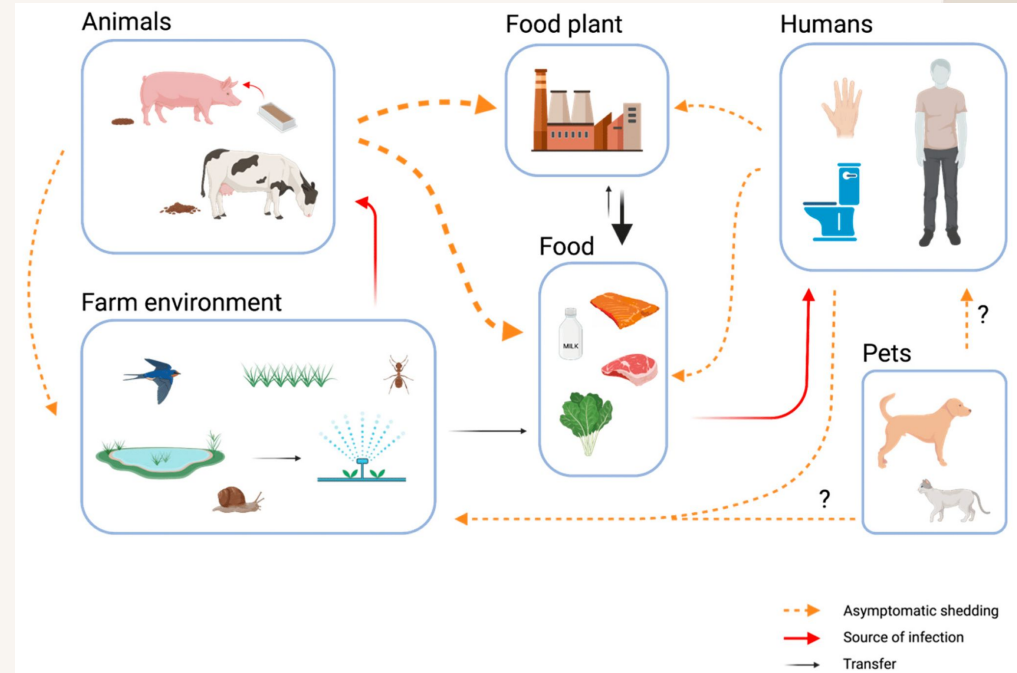 Animals
Food plant
Humans
Food
MILK
Farm environment
?
Pets
?
Asymptomatic shedding
Source of infection
Transfer